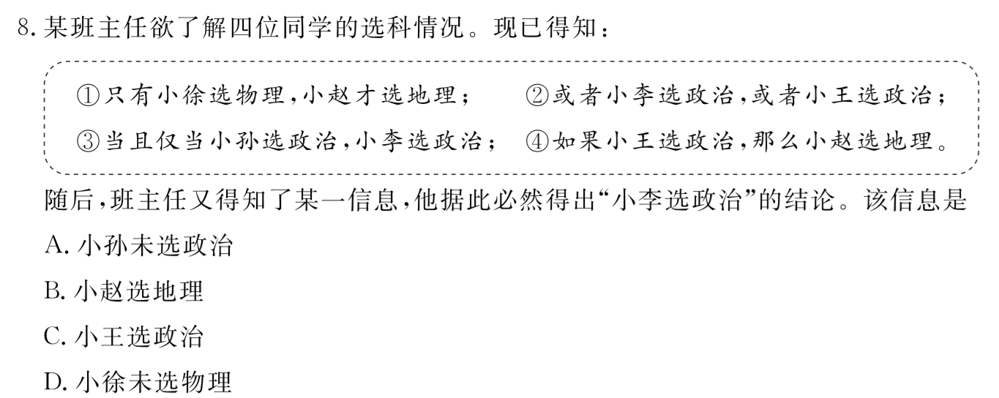 8. 某班主任欲了解四位同学的选科情况。现已得知：
①只有小徐选物理，小赵才选地理； ②或者小李选政治，或者小王选政治；
③当且仅当小孙选政治，小李选政治； ④如果小王选政治，那么小赵选地理。
随后，班主任又得知了某一信息，他据此必然得出“小李选政治”的结论。该信息是
A. 小孙未选政治
B. 小赵选地理
C. 小王选政治
D. 小徐未选物理